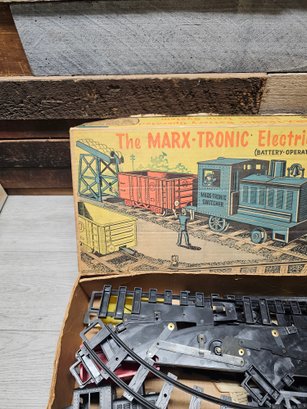 The MARX-TRONIC Electri
(BATTERY-OPERAT
MARX-TRONIC
SWITCHER